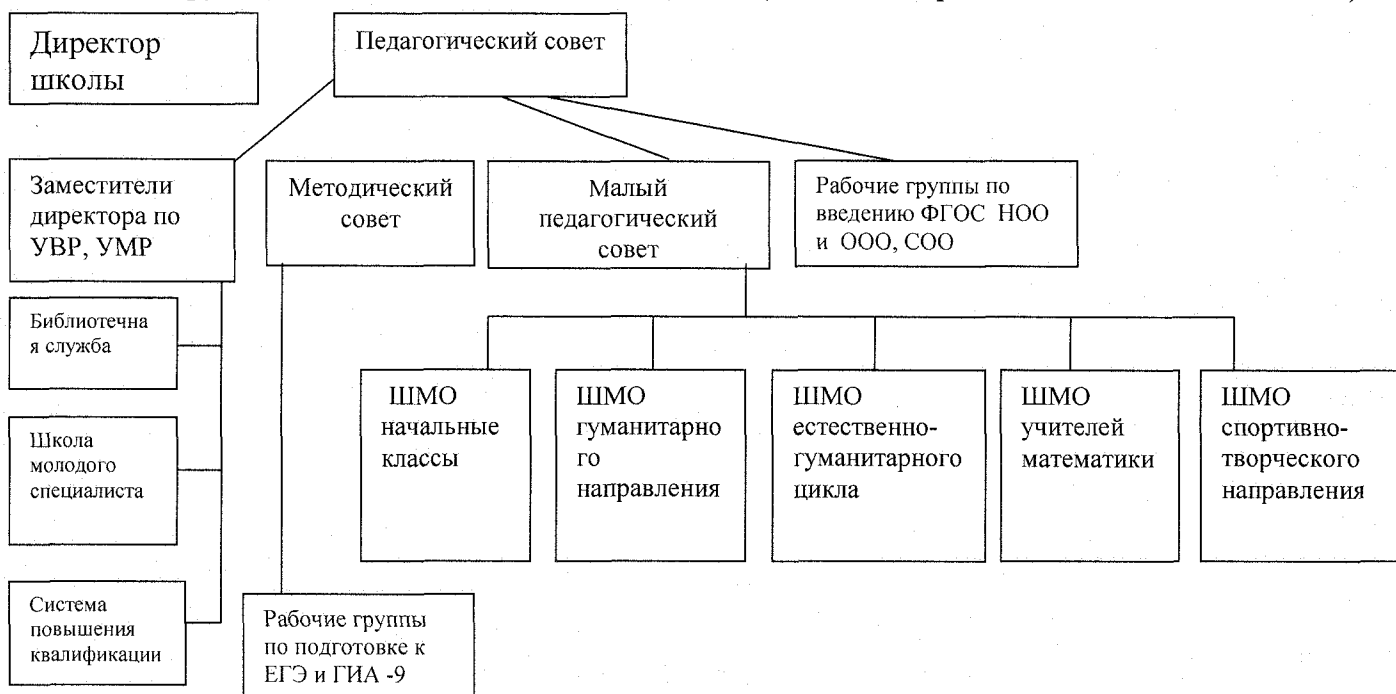 Директор
школы
Педагогический совет
Заместители
директора по
УВР, УМР
Методический
совет
Малый
педагогический
совет
Рабочие группы по
введению ФГОС НОО
и ООО, СОО
Библиотечна
я служба
Школа
молодого
специалиста
Система
повышения
квалификации
Рабочие группы
по подготовке к
ЕГЭ и ГИА -9
ШМО
начальные
классы
ШМО
гуманитарно
го
направления
ШМО
естественно-
гуманитарного
цикла
ШМО
учителей
математики
ШМО
спортивно-
творческого
направления